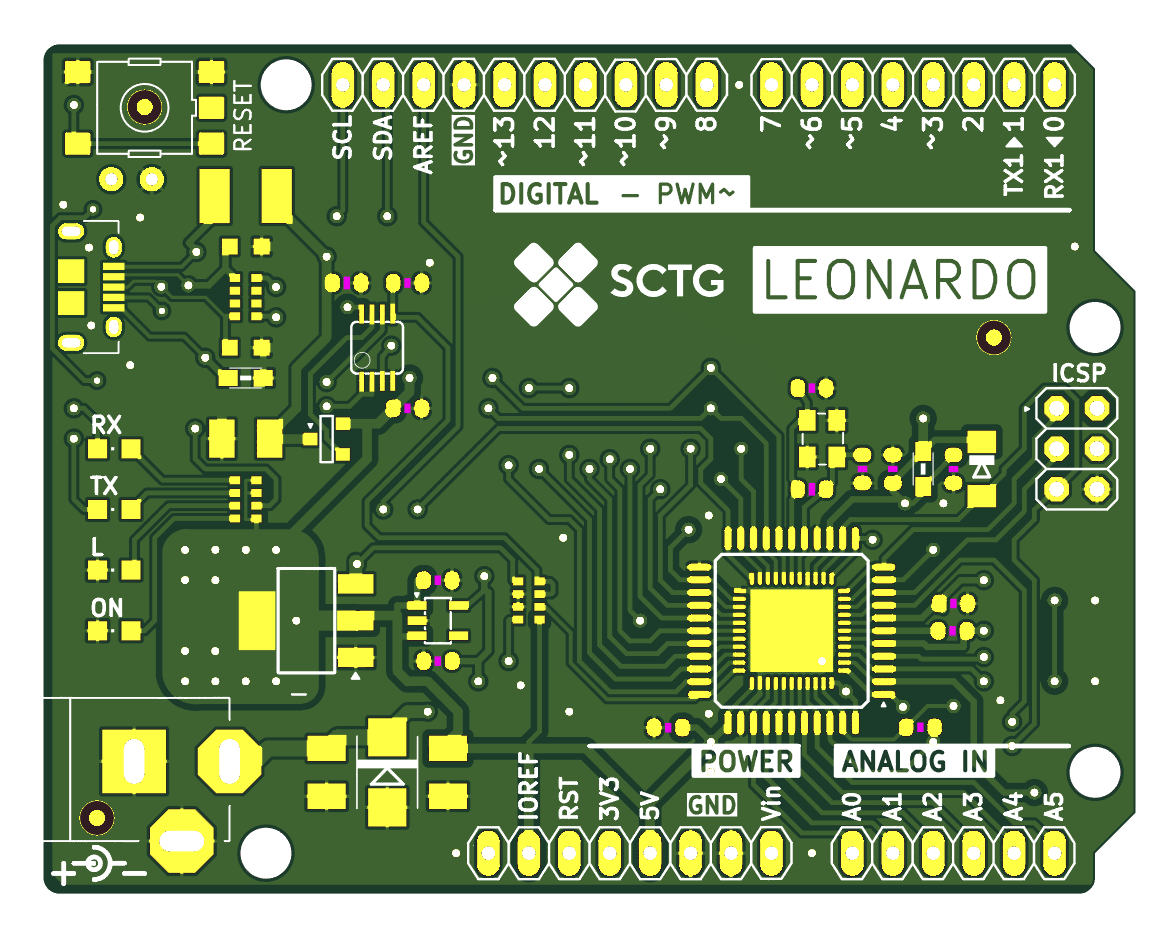 RESET
SCL
SDA
AREF
GND
~13
12
~11
~10
~9
8
7
~6
~5
4
~3
2
TX1▶1
RX1◀0
DIGITAL - PWM~
SCTG
LEONARDO
ICSP
RX
TX
L
ON
POWER
ANALOG IN
IOREF
RST
3V3
5V
GND
Vin
A0
A1
A2
A3
A4
A5
+ -